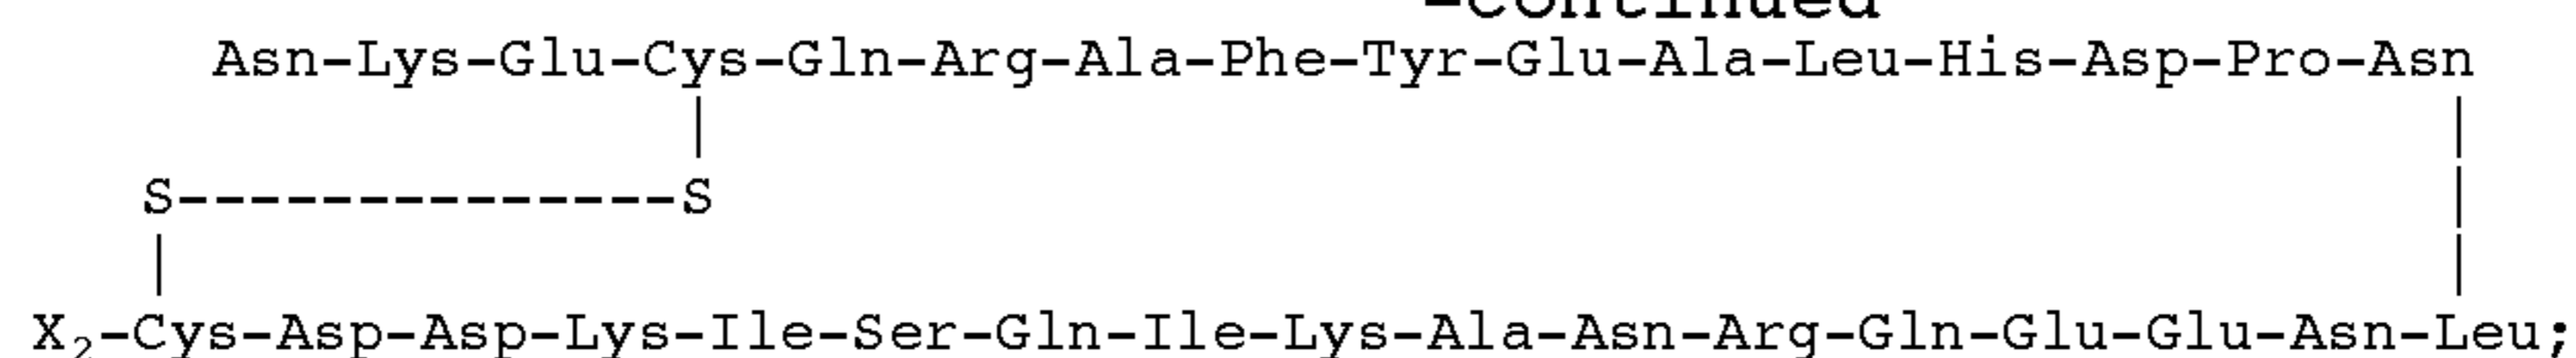 -Continued
Asn-Lys-Glu-Cys-Gln-Arg-Ala-Phe-Tyr-Glu-Ala-Leu-His-Asp-Pro-Asn
S--------------S
X₂-Cys-Asp-Asp-Lys-Ile-Ser-Gln-Ile-Lys-Ala-Asn-Arg-Gln-Glu-Glu-Asn-Leu;